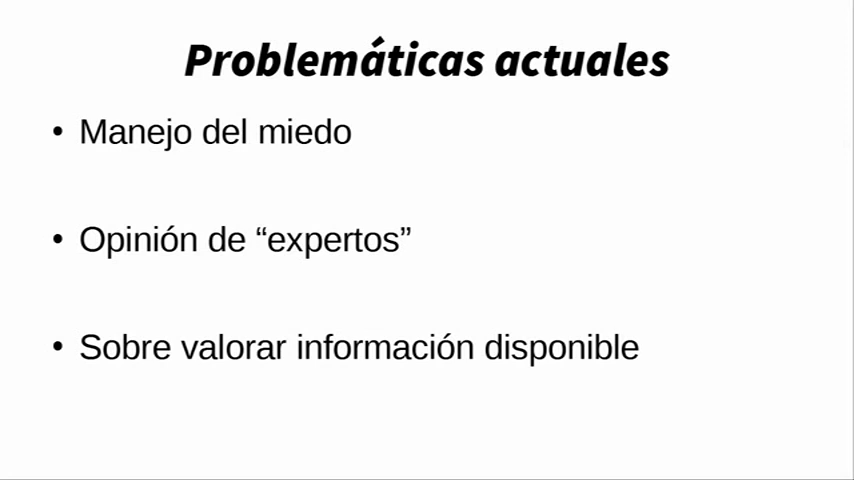 Problemáticas actuales
• Manejo del miedo
• Opinión de “expertos”
• Sobre valorar información disponible